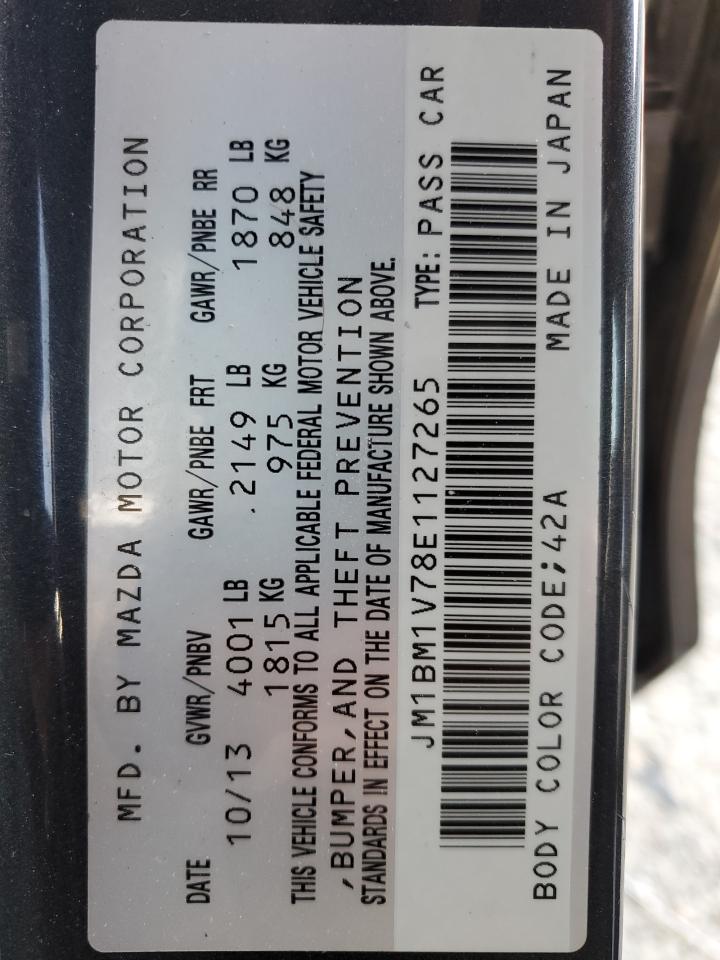 MFD. BY MAZDA MOTOR CORPORATION
DATE GVWR/PNBV GAWR/PNBE FRT GAWR/PNBE RR
10/13 4001 LB .2149 LB 1870 LB
1815 KG 975 KG 848 KG
THIS VEHICLE CONFORMS TO ALL APPLICABLE FEDERAL MOTOR VEHICLE SAFETY
,BUMPER,AND THEFT PREVENTION
STANDARDS IN EFFECT ON THE DATE OF MANUFACTURE SHOWN ABOVE.
JM1BM1V78E1127265 TYPE: PASS CAR
BODY COLOR CODE;42A MADE IN JAPAN